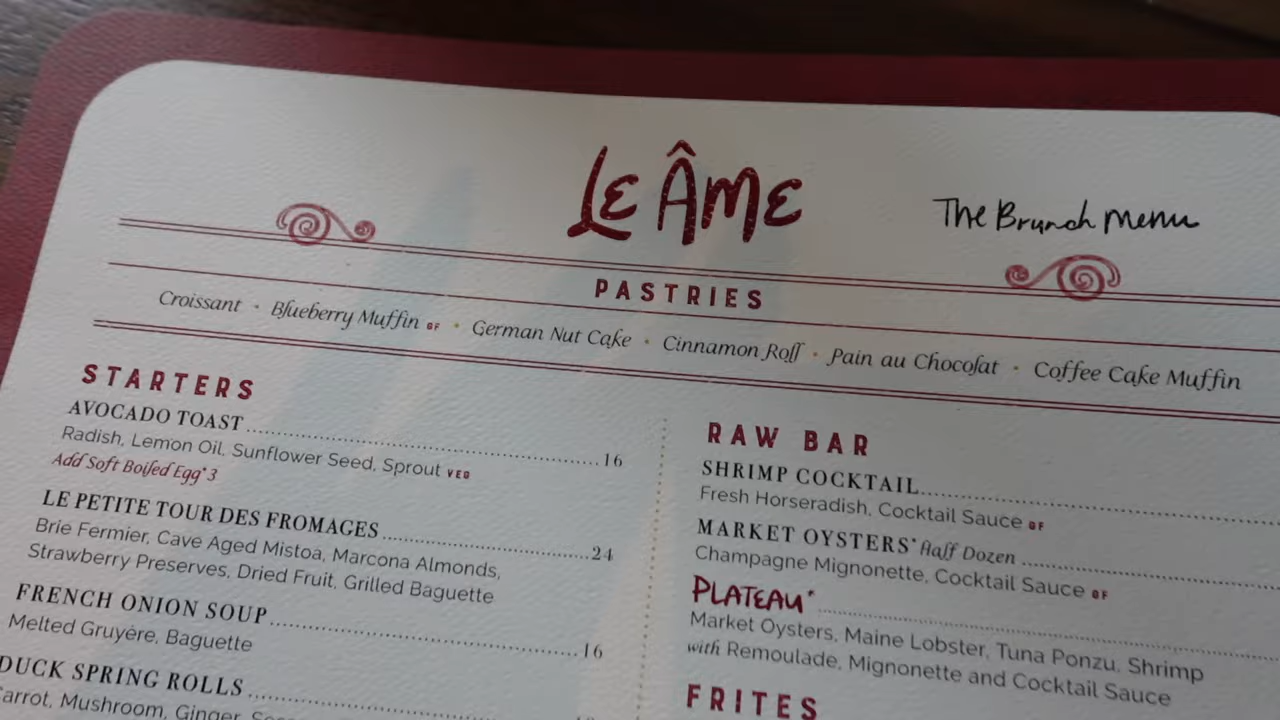 LE ÂME
The Brunch Menu
PASTRIES
Croissant • Blueberry Muffin GF • German Nut Cake • Cinnamon Roll • Pain au Chocolat • Coffee Cake Muffin
STARTERS
AVOCADO TOAST 16
Radish, Lemon Oil, Sunflower Seed, Sprout VEG
Add Soft Boiled Egg* 3
LE PETITE TOUR DES FROMAGES 24
Brie Fermier, Cave Aged Mistoa, Marcona Almonds,
Strawberry Preserves, Dried Fruit, Grilled Baguette
FRENCH ONION SOUP 16
Melted Gruyère, Baguette
DUCK SPRING ROLLS
Carrot, Mushroom, Ginger,
RAW BAR
SHRIMP COCKTAIL
Fresh Horseradish, Cocktail Sauce GF
MARKET OYSTERS* Half Dozen
Champagne Mignonette, Cocktail Sauce GF
PLATEAU*
Market Oysters, Maine Lobster, Tuna Ponzu, Shrimp
with Remoulade, Mignonette and Cocktail Sauce
FRITES